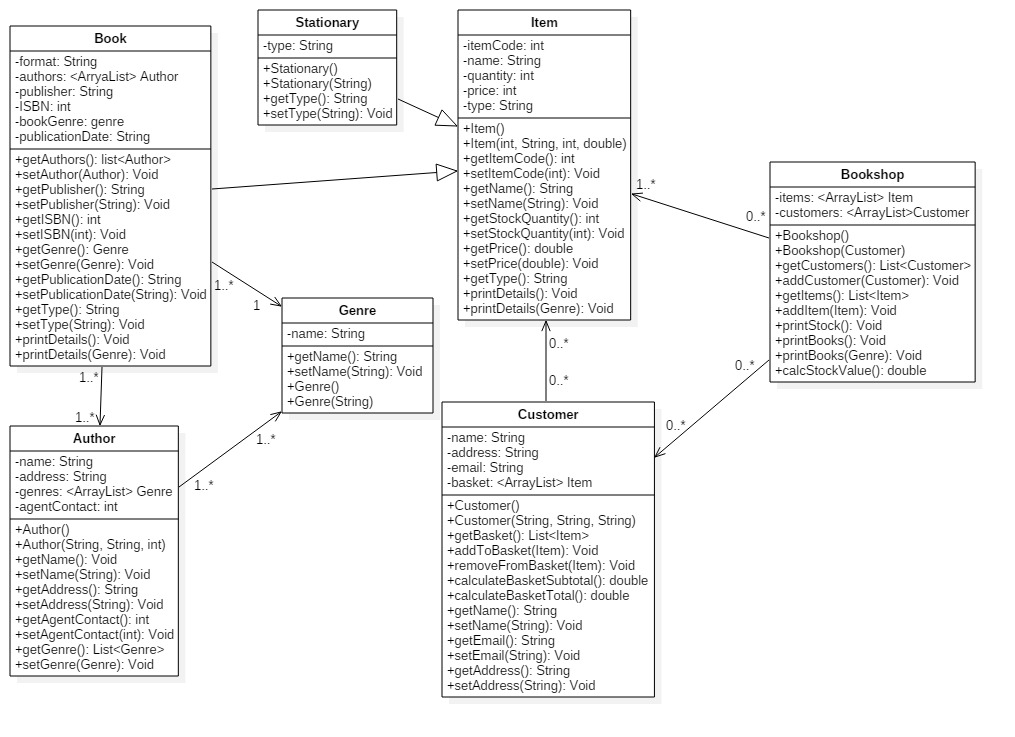 Book
-format: String
-authors: <ArryaList> Author
-publisher: String
-ISBN: int
-bookGenre: genre
-publicationDate: String
+getAuthors(): list<Author>
+setAuthor(Author): Void
+getPublisher(): String
+setPublisher(String): Void
+getISBN(): int
+setISBN(int): Void
+getGenre(): Genre
+setGenre(Genre): Void
+getPublicationDate(): String
+setPublicationDate(String): Void
+getType(): String
+setType(String): Void
+printDetails(): Void
+printDetails(Genre): Void
Stationary
-type: String
+Stationary()
+Stationary(String)
+getType(): String
+setType(String): Void
Item
-itemCode: int
-name: String
-quantity: int
-price: int
-type: String
+Item()
+Item(int, String, int, double)
+getItemCode(): int
+setItemCode(int): Void
+getName(): String
+setName(String): Void
+getStockQuantity(): int
+setStockQuantity(int): Void
+getPrice(): double
+setPrice(double): Void
+getType(): String
+printDetails(): Void
+printDetails(Genre): Void
Bookshop
-items: <ArrayList> Item
-customers: <ArrayList>Customer
+Bookshop()
+Bookshop(Customer)
+getCustomers(): List<Customer>
+addCustomer(Customer): Void
+getItems(): List<Item>
+addItem(Item): Void
+printStock(): Void
+printBooks(): Void
+printBooks(Genre): Void
+calcStockValue(): double
1..*
0..*
1..*
1
Genre
-name: String
+getName(): String
+setName(String): Void
+Genre()
+Genre(String)
0..*
0..*
0..*
0..*
1..*
1..*
1..*
1..*
Author
-name: String
-address: String
-genres: <ArrayList> Genre
-agentContact: int
+Author()
+Author(String, String, int)
+getName(): Void
+setName(String): Void
+getAddress(): String
+setAddress(String): Void
+getAgentContact(): int
+setAgentContact(int): Void
+getGenre(): List<Genre>
+setGenre(Genre): Void
Customer
-name: String
-address: String
-email: String
-basket: <ArrayList> Item
+Customer()
+Customer(String, String, String)
+getBasket(): List<Item>
+addToBasket(Item): Void
+removeFromBasket(Item): Void
+calculateBasketSubtotal(): double
+calculateBasketTotal(): double
+getName(): String
+setName(String): Void
+getEmail(): String
+setEmail(String): Void
+getAddress(): String
+setAddress(String): Void